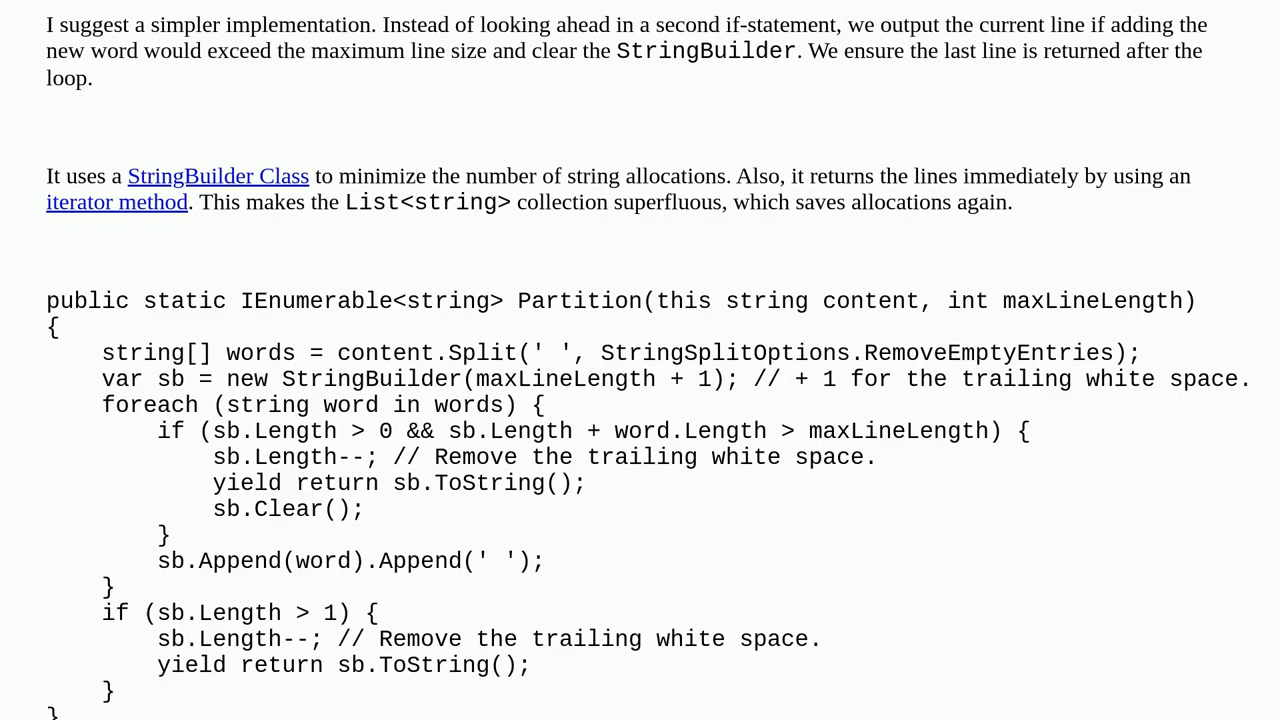 I suggest a simpler implementation. Instead of looking ahead in a second if-statement, we output the current line if adding the
new word would exceed the maximum line size and clear the StringBuilder. We ensure the last line is returned after the
loop.
It uses a StringBuilder Class to minimize the number of string allocations. Also, it returns the lines immediately by using an
iterator method. This makes the List<string> collection superfluous, which saves allocations again.
public static IEnumerable<string> Partition(this string content, int maxLineLength)
{
    string[] words = content.Split(' ', StringSplitOptions.RemoveEmptyEntries);
    var sb = new StringBuilder(maxLineLength + 1); // + 1 for the trailing white space.
    foreach (string word in words) {
        if (sb.Length > 0 && sb.Length + word.Length > maxLineLength) {
            sb.Length--; // Remove the trailing white space.
            yield return sb.ToString();
            sb.Clear();
        }
        sb.Append(word).Append(' ');
    }
    if (sb.Length > 1) {
        sb.Length--; // Remove the trailing white space.
        yield return sb.ToString();
    }
}